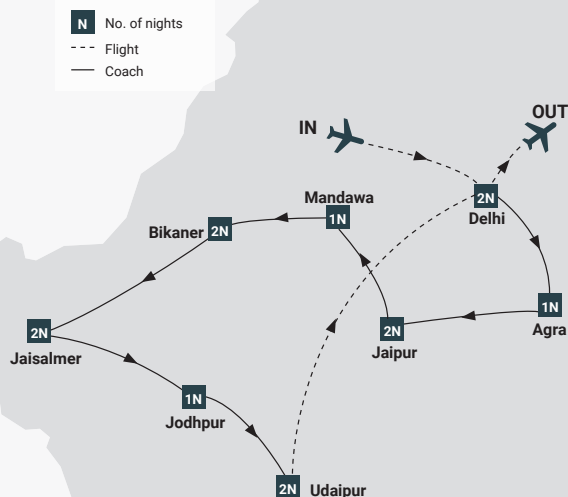 N No. of nights
Flight
Coach
OUT
IN
Mandawa
1N
2N
Delhi
Bikaner 2N
1N
Agra
2N
Jaipur
2N
Jaisalmer
1N
Jodhpur
2N Udaipur